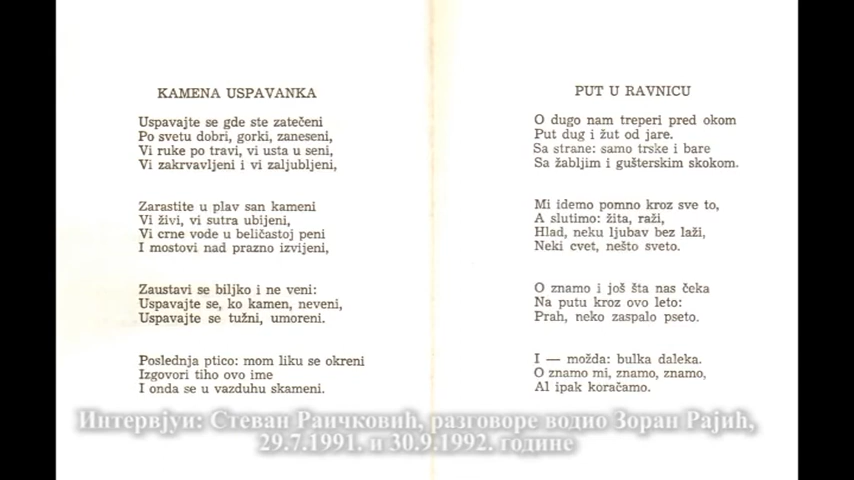 KAMENA USPAVANKA
Uspavajte se gde ste zatečeni
Po svetu dobri, gorki, zaneseni,
Vi ruke po travi, vi usta u seni,
Vi zakrvavljeni i vi zaljubljeni,
Zarastite u plav san kameni
Vi živi, vi sutra ubijeni,
Vi crne vode u beličastoj peni
I mostovi nad prazno izvijeni,
Zaustavi se biljko i ne veni:
Uspavajte se, ko kamen, neveni,
Uspavajte se tužni, umoreni.
Poslednja ptico: mom liku se okreni
Izgovori tiho ovo ime
I onda se u vazduhu skameni.
PUT U RAVNICU
O dugo nam treperi pred okom
Put dug i žut od jare.
Sa strane: samo trske i bare
Sa žabljim i gušterskim skokom.
Mi idemo pomno kroz sve to,
A slutimo: žita, raži,
Hlad, neku ljubav bez laži,
Neki cvet, nešto sveto.
O znamo i još šta nas čeka
Na putu kroz ovo leto:
Prah, neko zaspalo pseto.
I — možda: bulka daleka.
O znamo mi, znamo, znamo,
Al ipak koračamo.
Интервјуи: Стеван Раичковић, разговоре водио Зоран Рајић,
29.7.1991. и 30.9.1992. године